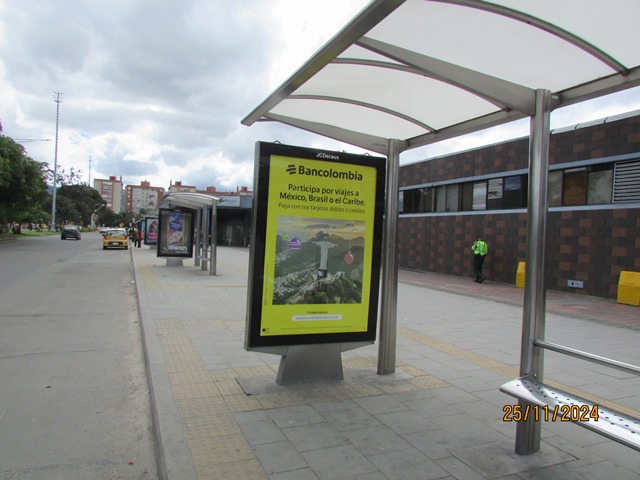 JCDecaux
Bancolombia
Participa por viajes a
México, Brasil o el Caribe.
Paga con tus tarjetas débito o crédito.
25/11/2024